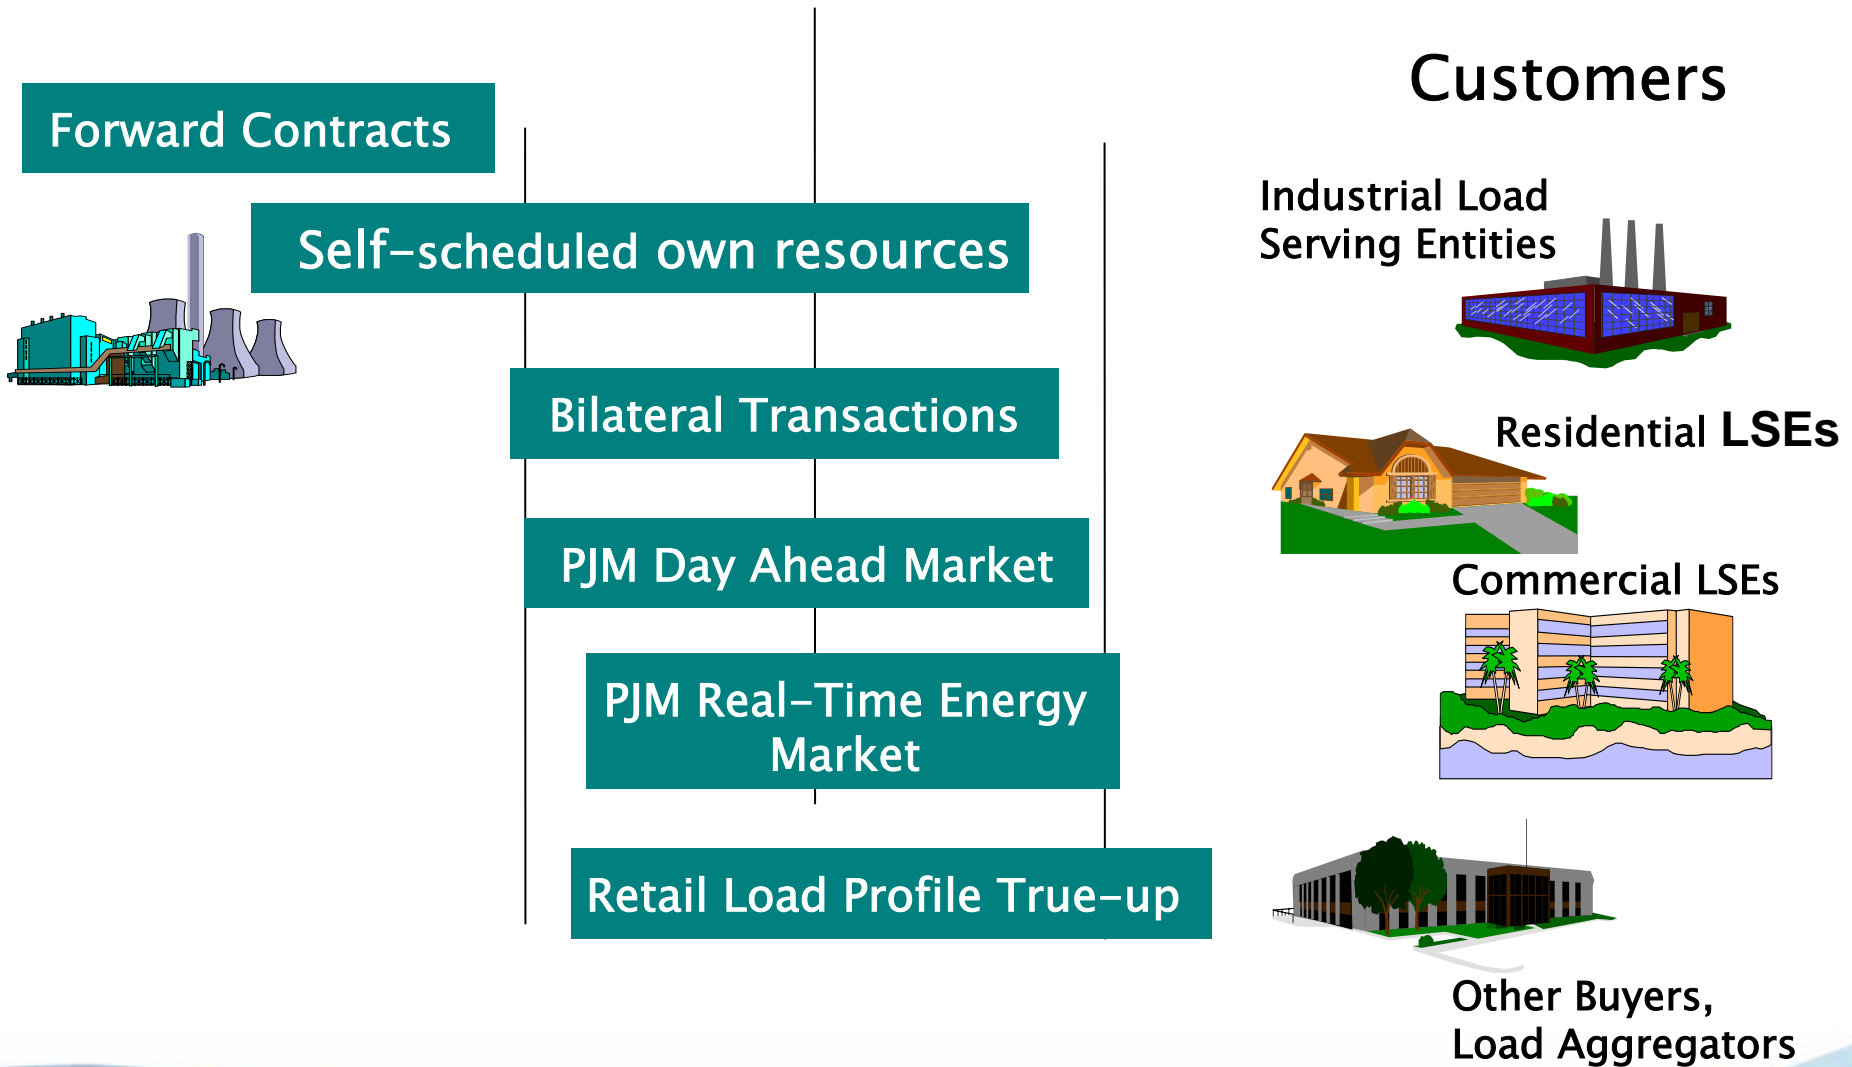 Customers
Forward Contracts
Self-scheduled own resources
Bilateral Transactions
PJM Day Ahead Market
PJM Real-Time Energy
Market
Retail Load Profile True-up
Industrial Load
Serving Entities
Residential LSEs
Commercial LSEs
Other Buyers,
Load Aggregators